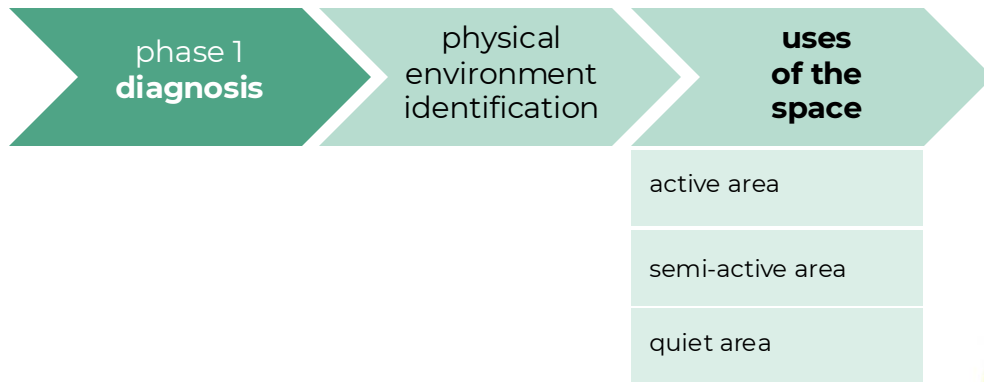 phase 1
diagnosis
physical
environment
identification
uses
of the
space
active area
semi-active area
quiet area